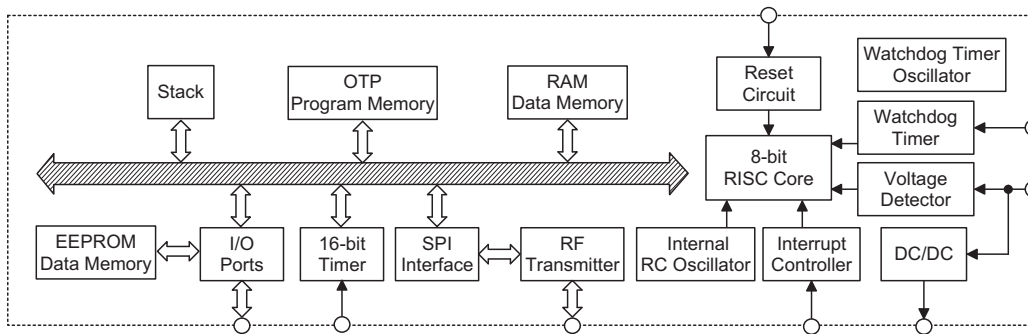 Stack
OTP
Program Memory
RAM
Data Memory
Reset
Circuit
Watchdog Timer
Oscillator
Watchdog
Timer
8-bit
RISC Core
Voltage
Detector
EEPROM
Data Memory
I/O
Ports
16-bit
Timer
SPI
Interface
RF
Transmitter
Internal
RC Oscillator
Interrupt
Controller
DC/DC